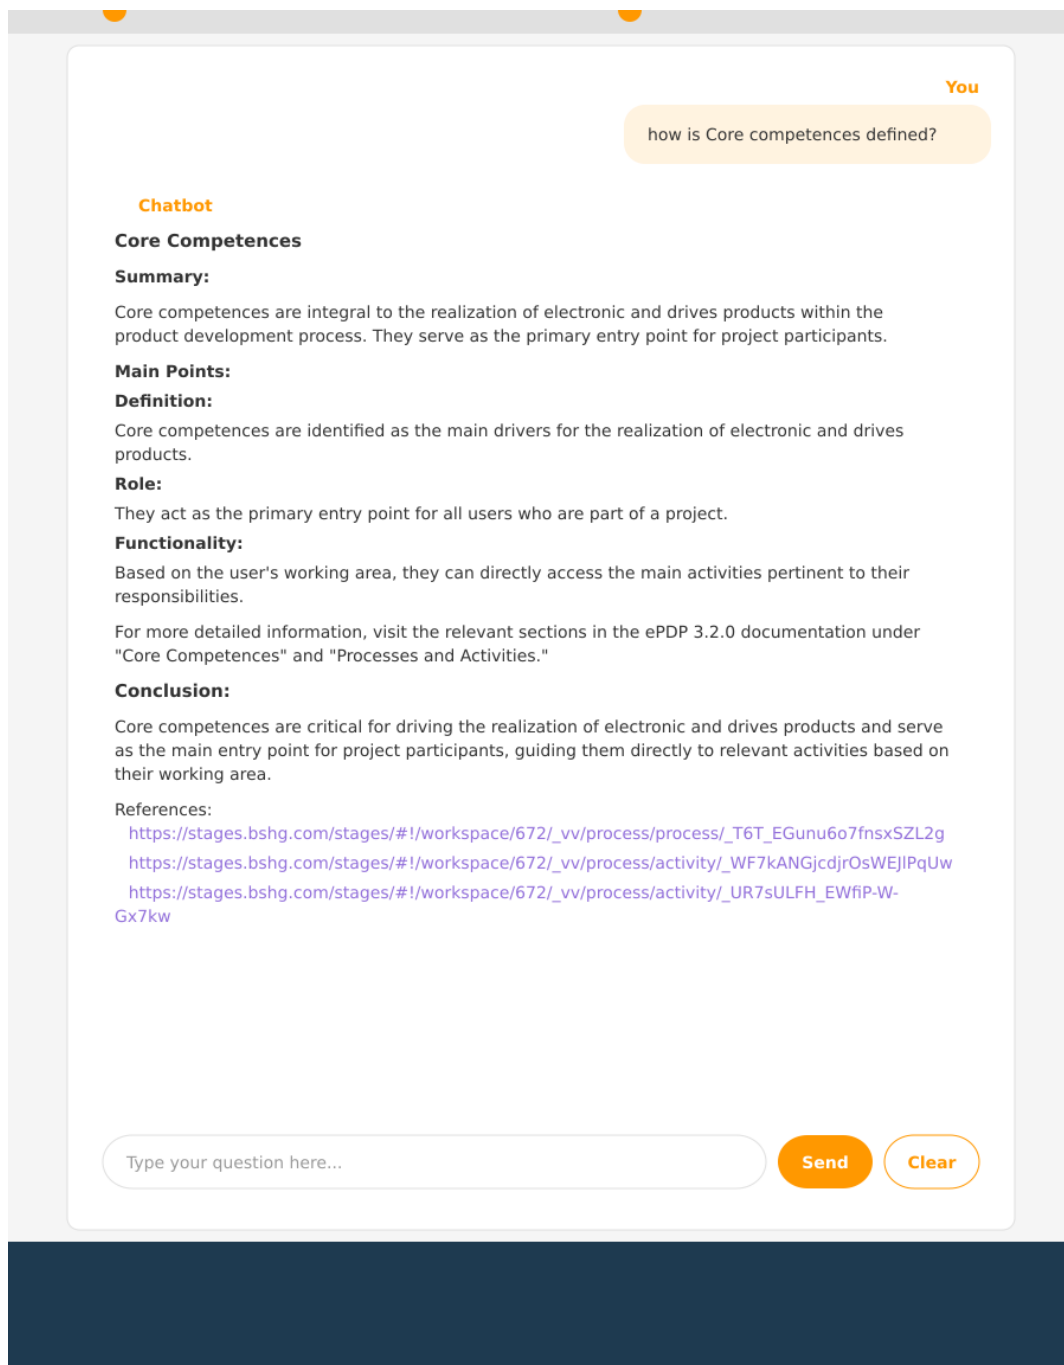 You
how is Core competences defined?
Chatbot
Core Competences
Summary:
Core competences are integral to the realization of electronic and drives products within the
product development process. They serve as the primary entry point for project participants.
Main Points:
Definition:
Core competences are identified as the main drivers for the realization of electronic and drives
products.
Role:
They act as the primary entry point for all users who are part of a project.
Functionality:
Based on the user's working area, they can directly access the main activities pertinent to their
responsibilities.
For more detailed information, visit the relevant sections in the ePDP 3.2.0 documentation under
"Core Competences" and "Processes and Activities."
Conclusion:
Core competences are critical for driving the realization of electronic and drives products and serve
as the main entry point for project participants, guiding them directly to relevant activities based on
their working area.
References:
https://stages.bshg.com/stages/#!/workspace/672/_vv/process/process/_T6T_EGunu6o7fnsxSZL2g
https://stages.bshg.com/stages/#!/workspace/672/_vv/process/activity/_WF7kANGjcdjrOsWEJlPqUw
https://stages.bshg.com/stages/#!/workspace/672/_vv/process/activity/_UR7sULFH_EWfiP-W-
Gx7kw
Type your question here...
Send
Clear